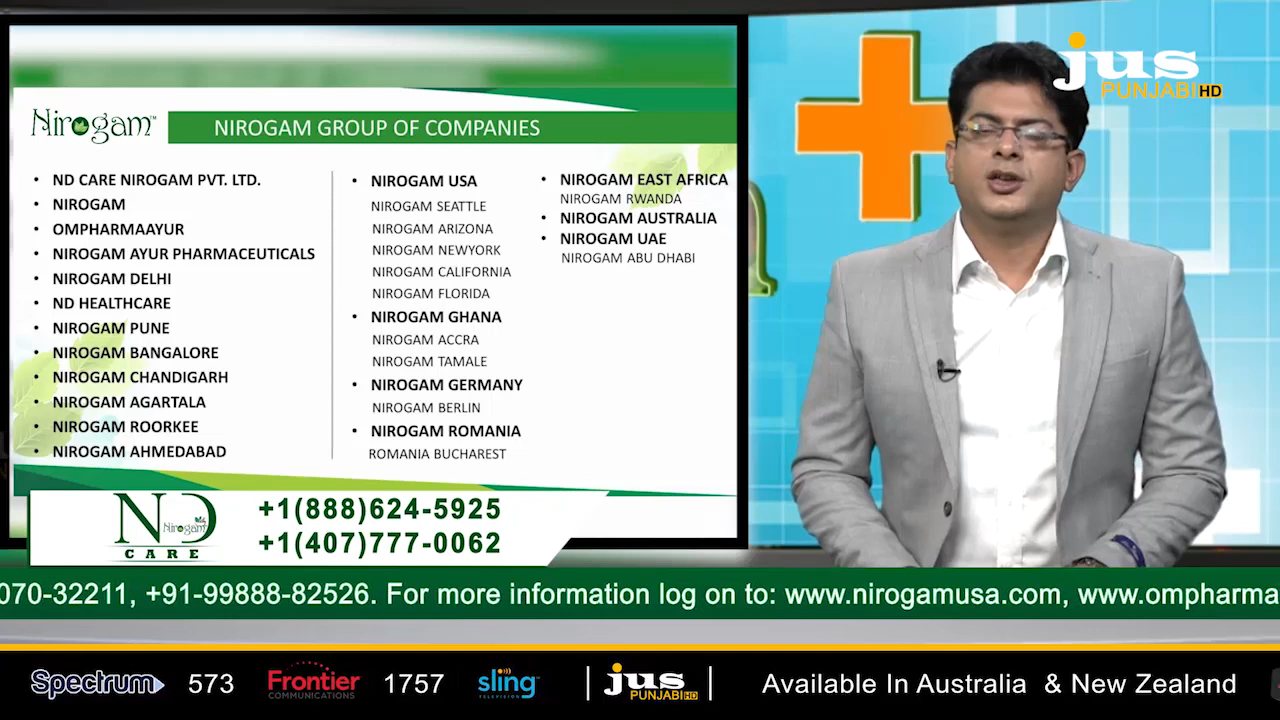 jus
PUNJABI HD
Nirogam™
NIROGAM GROUP OF COMPANIES
• ND CARE NIROGAM PVT. LTD.
• NIROGAM
• OMPHARMAAYUR
• NIROGAM AYUR PHARMACEUTICALS
• NIROGAM DELHI
• ND HEALTHCARE
• NIROGAM PUNE
• NIROGAM BANGALORE
• NIROGAM CHANDIGARH
• NIROGAM AGARTALA
• NIROGAM ROORKEE
• NIROGAM AHMEDABAD
• NIROGAM USA
NIROGAM SEATTLE
NIROGAM ARIZONA
NIROGAM NEWYORK
NIROGAM CALIFORNIA
NIROGAM FLORIDA
• NIROGAM GHANA
NIROGAM ACCRA
NIROGAM TAMALE
• NIROGAM GERMANY
NIROGAM BERLIN
• NIROGAM ROMANIA
ROMANIA BUCHAREST
• NIROGAM EAST AFRICA
NIROGAM RWANDA
• NIROGAM AUSTRALIA
• NIROGAM UAE
NIROGAM ABU DHABI
ND
Nirogam
CARE
+1(888)624-5925
+1(407)777-0062
070-32211, +91-99888-82526. For more information log on to: www.nirogamusa.com, www.ompharma
Spectrum 573 Frontier COMMUNICATIONS 1757 sling TELEVISION | jus PUNJABI HD | Available In Australia & New Zealand